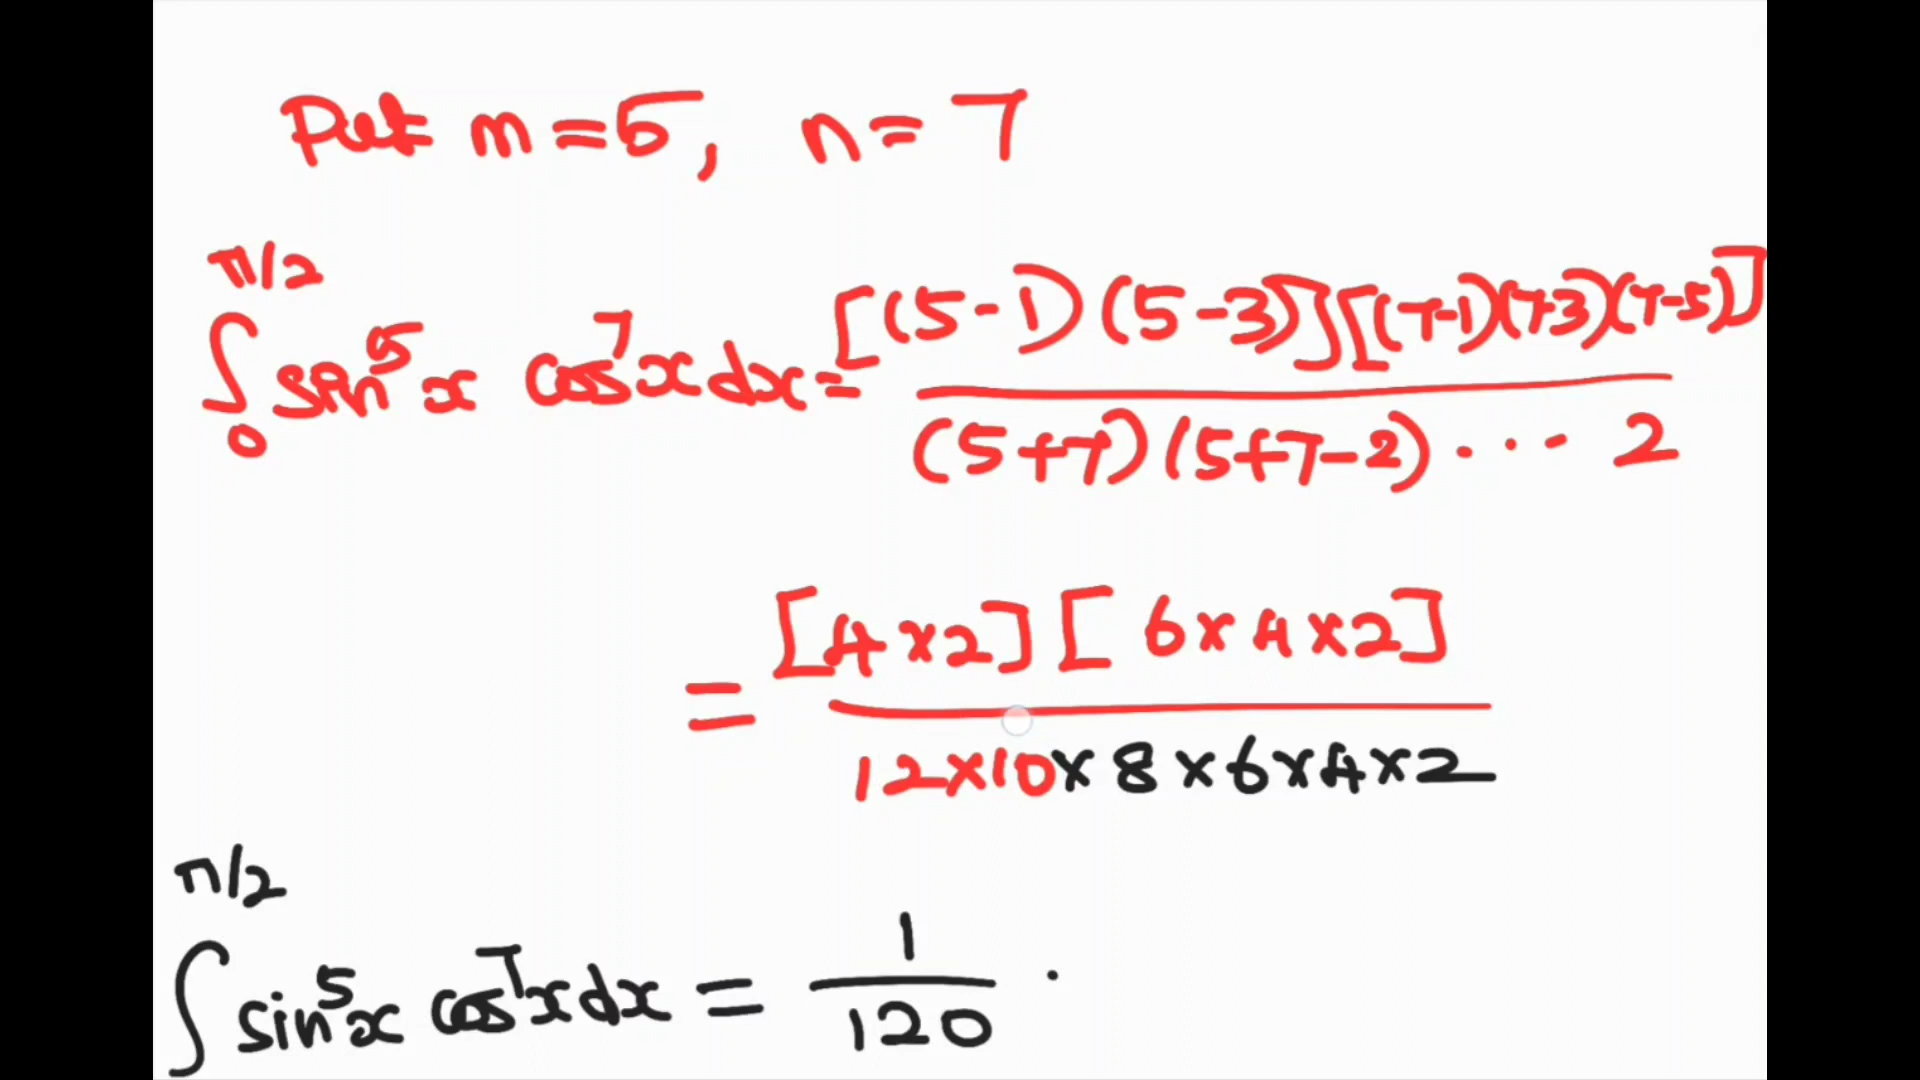 Put m = 5, n = 7
∫₀^{π/2} sin⁵x cos⁷x dx = [(5-1)(5-3)][(7-1)(7-3)(7-5)] / (5+7)(5+7-2) . . . . 2
= [4×2][6×4×2] / 12×10×8×6×4×2
∫^{π/2} sin⁵x cos⁷x dx = 1/120 .